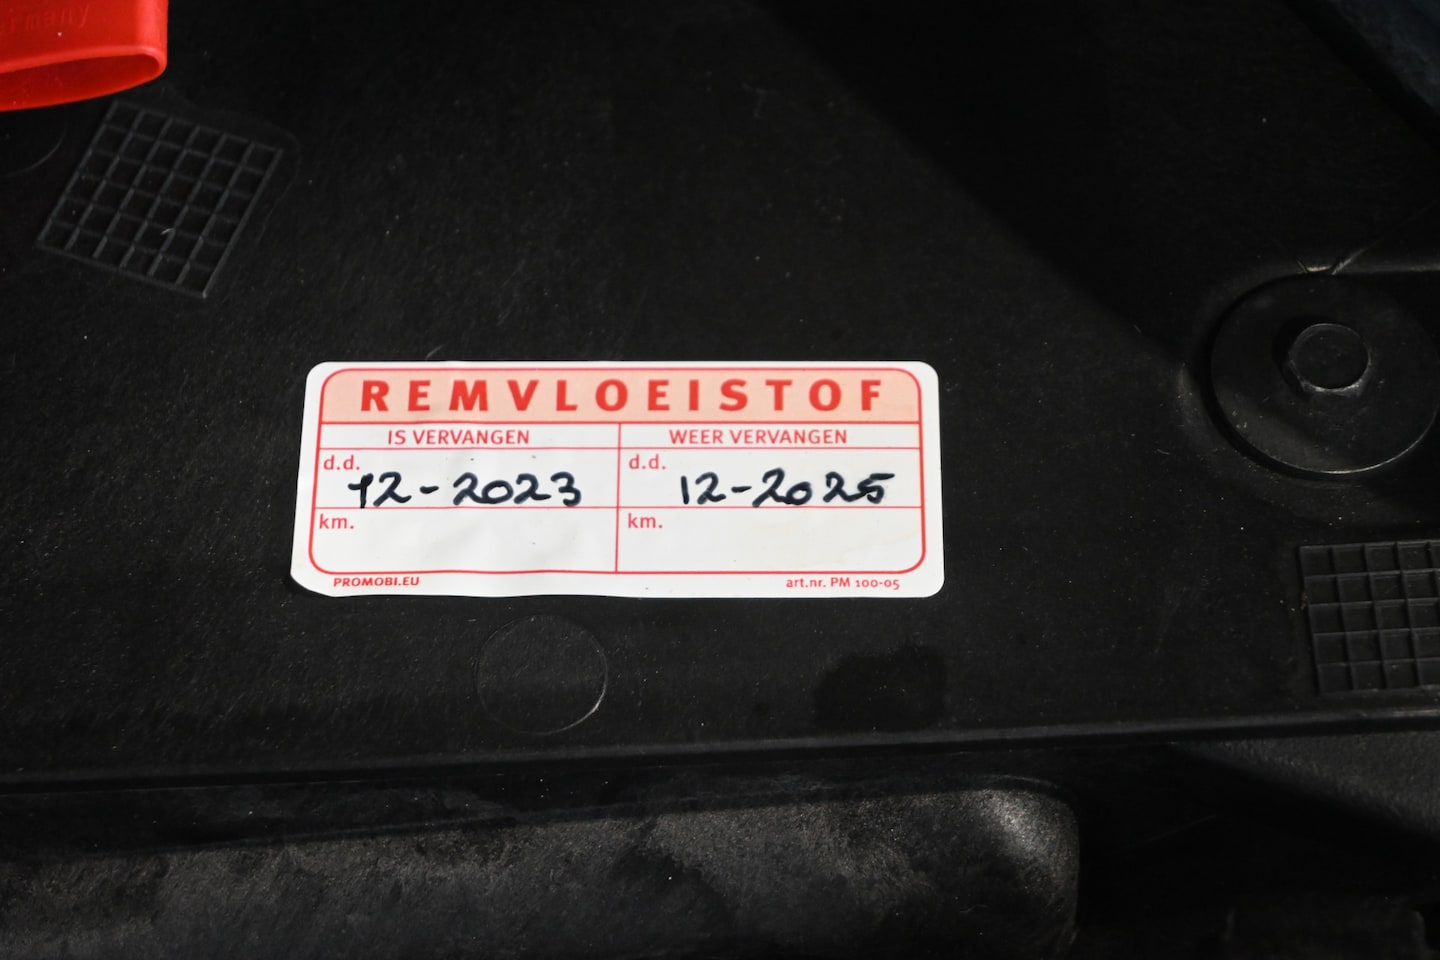 REMVLOEISTOF
IS VERVANGEN
WEER VERVANGEN
d.d. 12-2023
d.d. 12-2025
km.
km.
PROMOBI.EU
art.nr. PM 100-05